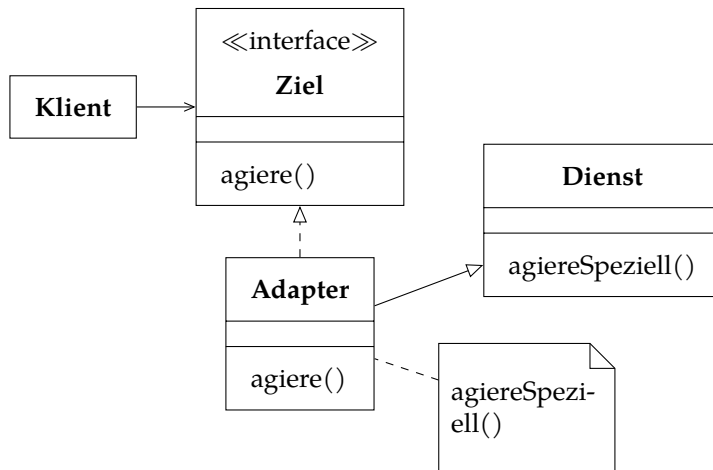 ≪interface≫
Ziel
Klient
agiere()
Dienst
agiereSpeziell()
Adapter
agiere()
agiereSpezi-
ell()